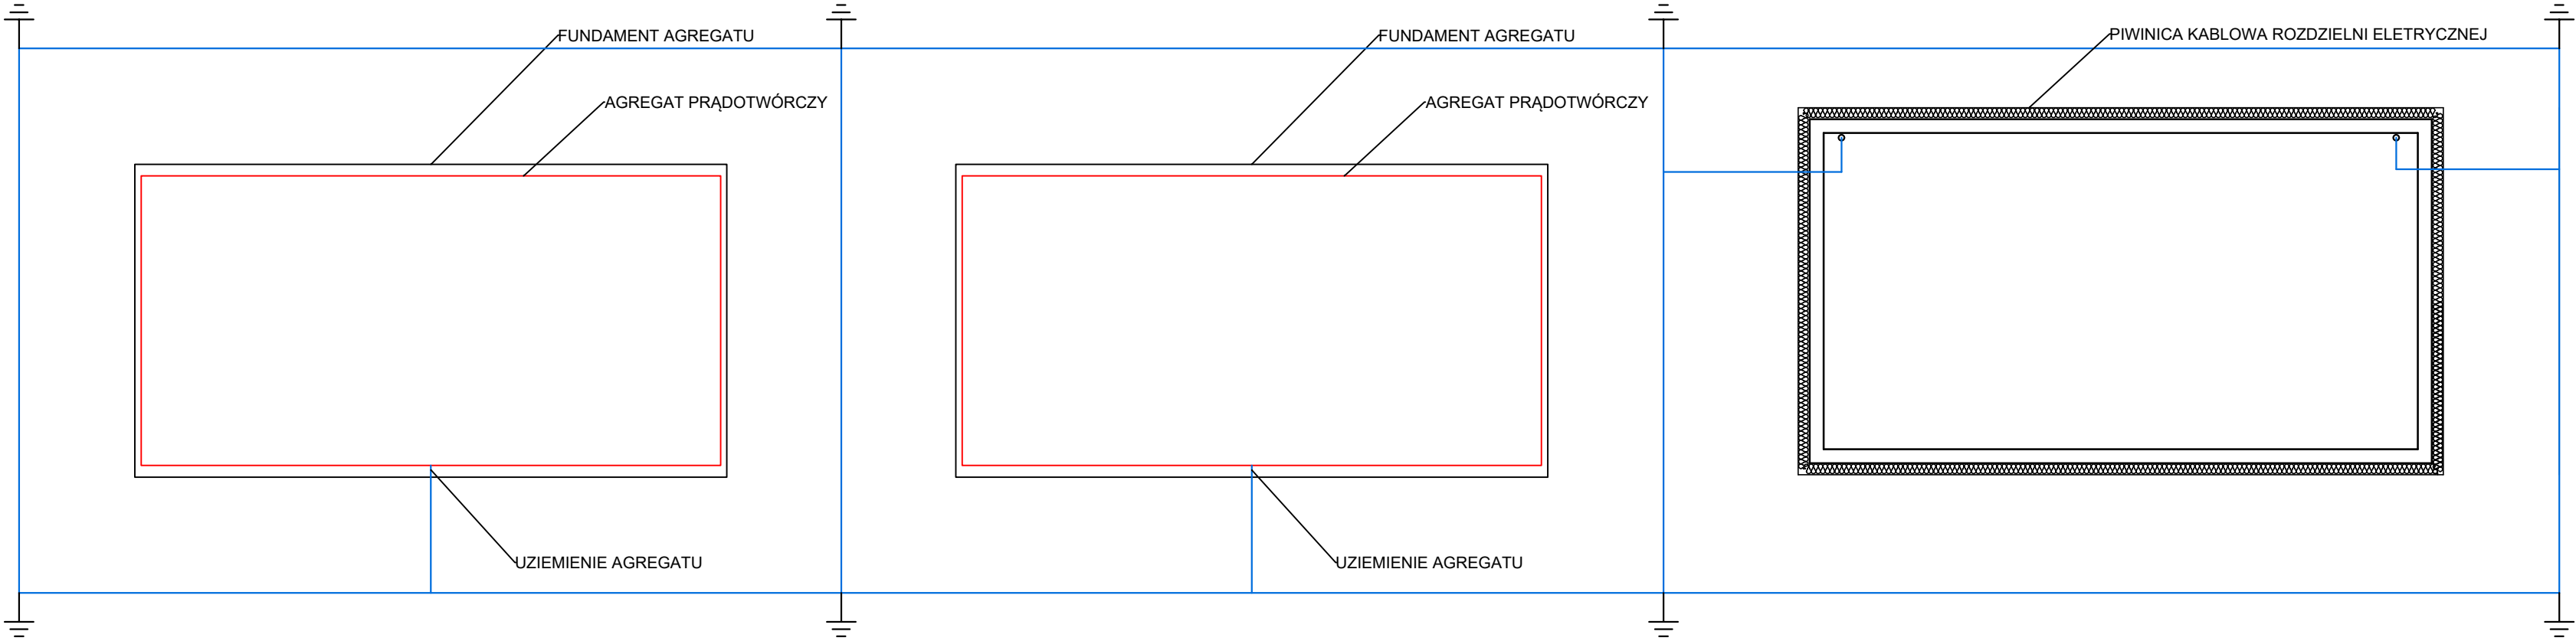 FUNDAMENT AGREGATU
FUNDAMENT AGREGATU
PIWINICA KABLOWA ROZDZIELNI ELETRYCZNEJ
AGREGAT PRĄDOTWÓRCZY
AGREGAT PRĄDOTWÓRCZY
UZIEMIENIE AGREGATU
UZIEMIENIE AGREGATU